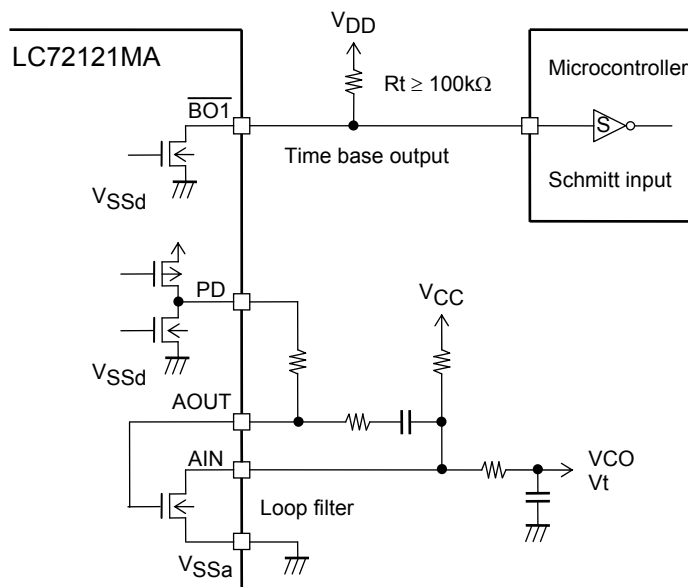 LC72121MA
VDD
Microcontroller
BO1
Rt ≥ 100kΩ
S
Time base output
Schmitt input
VSSd
PD
VCC
VSSd
AOUT
AIN
VCO
Vt
Loop filter
VSSa